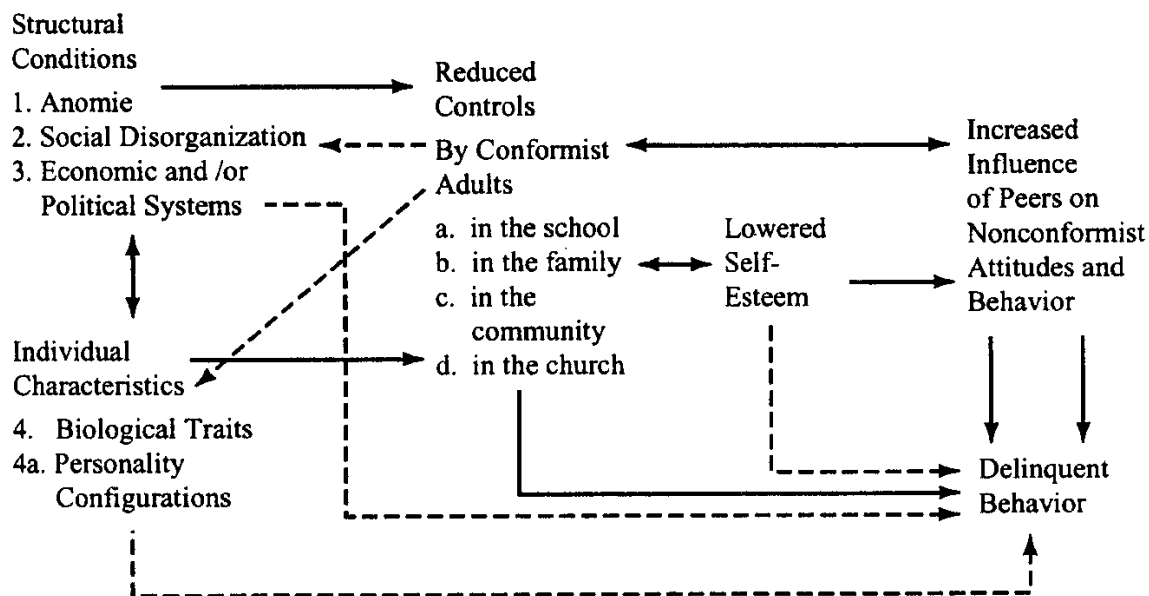 Structural
Conditions
1. Anomie
2. Social Disorganization
3. Economic and /or
Political Systems
Individual
Characteristics
4. Biological Traits
4a. Personality
Configurations
Reduced
Controls
By Conformist
Adults
a. in the school
b. in the family
c. in the
community
d. in the church
Lowered
Self-
Esteem
Increased
Influence
of Peers on
Nonconformist
Attitudes and
Behavior
Delinquent
Behavior